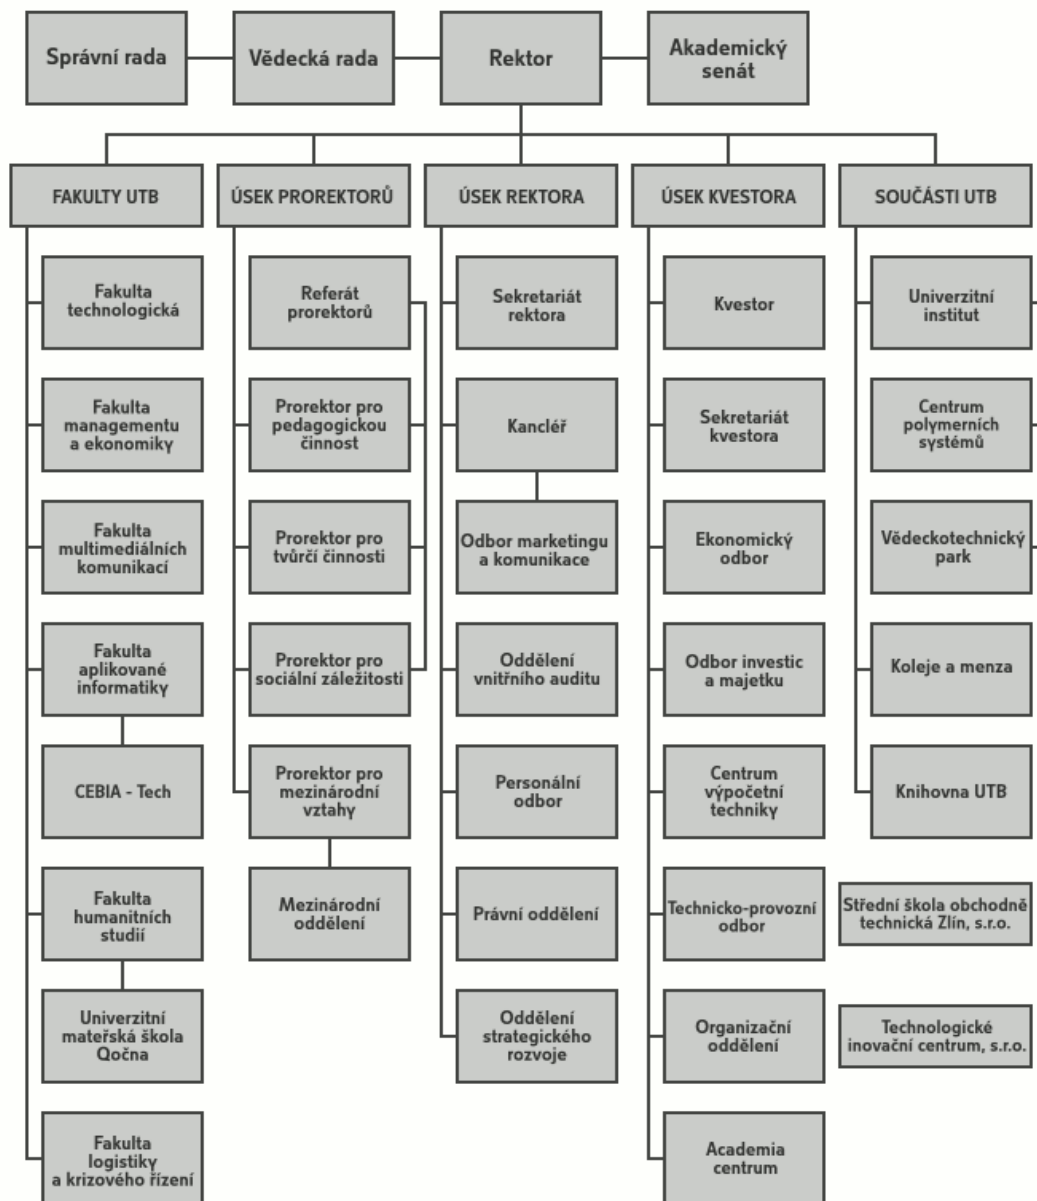 Správní rada
Vědecká rada
Rektor
Akademický
senát
FAKULTY UTB
ÚSEK PROREKTORŮ
ÚSEK REKTORA
ÚSEK KVESTORA
SOUČÁSTI UTB
Fakulta
technologická
Fakulta
managementu
a ekonomiky
Fakulta
multimediálních
komunikací
Fakulta
aplikované
informatiky
CEBIA - Tech
Fakulta
humanitních
studií
Univerzitní
mateřská škola
Qočna
Fakulta
logistiky
a krizového řízení
Referát
prorektorů
Prorektor pro
pedagogickou
činnost
Prorektor pro
tvůrčí činnosti
Prorektor pro
sociální záležitosti
Prorektor pro
mezinárodní
vztahy
Mezinárodní
oddělení
Sekretariát
rektora
Kancléř
Odbor marketingu
a komunikace
Oddělení
vnitřního auditu
Personální
odbor
Právní oddělení
Oddělení
strategického
rozvoje
Kvestor
Sekretariát
kvestora
Ekonomický
odbor
Odbor investic
a majetku
Centrum
výpočetní
techniky
Technicko-provozní
odbor
Organizační
oddělení
Academia
centrum
Univerzitní
institut
Centrum
polymerních
systémů
Vědeckotechnický
park
Koleje a menza
Knihovna UTB
Střední škola obchodně
technická Zlín, s.r.o.
Technologické
inovační centrum, s.r.o.